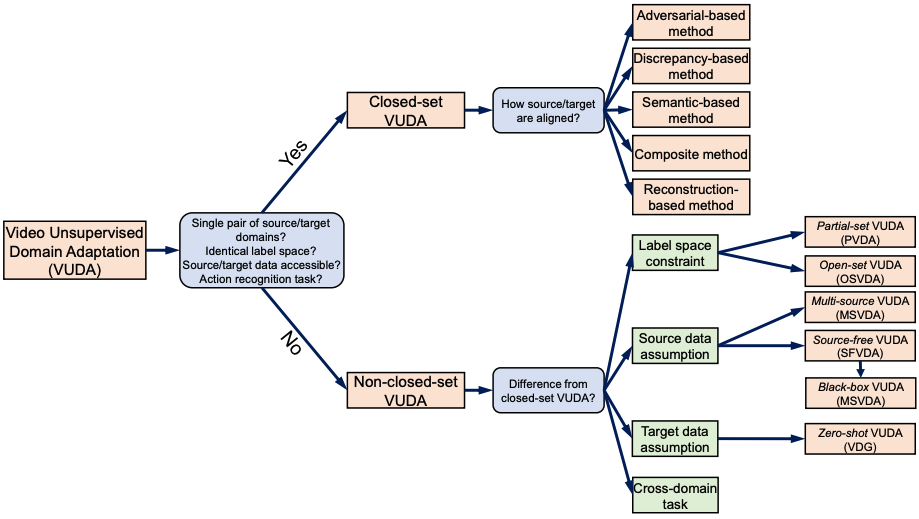 Video Unsupervised
Domain Adaptation
(VUDA)
Single pair of source/target
domains?
Identical label space?
Source/target data accessible?
Action recognition task?
Yes
No
Closed-set
VUDA
How source/target
are aligned?
Adversarial-based
method
Discrepancy-based
method
Semantic-based
method
Composite method
Reconstruction-
based method
Non-closed-set
VUDA
Difference from
closed-set VUDA?
Label space
constraint
Partial-set VUDA
(PVDA)
Open-set VUDA
(OSVDA)
Source data
assumption
Multi-source VUDA
(MSVDA)
Source-free VUDA
(SFVDA)
Black-box VUDA
(MSVDA)
Target data
assumption
Zero-shot VUDA
(VDG)
Cross-domain
task